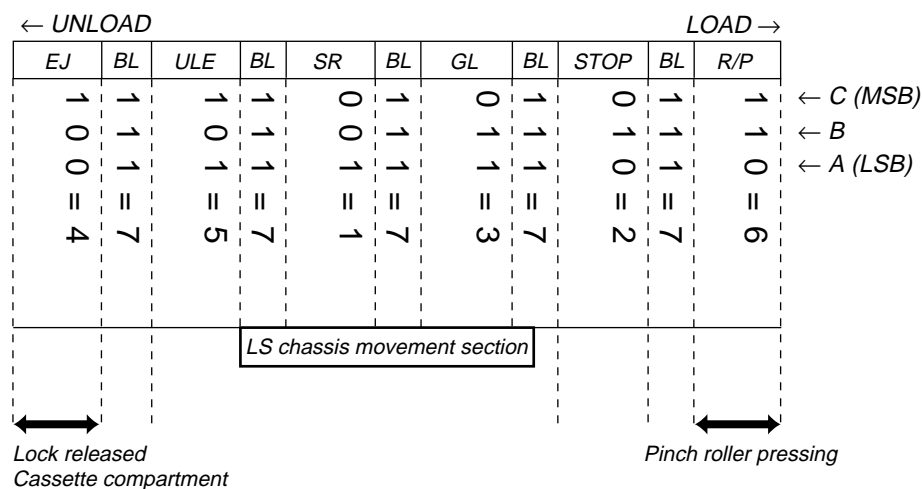 ← UNLOAD LOAD →
EJ BL ULE BL SR BL GL BL STOP BL R/P
1 1 1 1 0 1 0 1 0 1 1 ← C (MSB)
0 1 0 1 0 1 1 1 1 1 1 ← B
0 1 1 1 1 1 1 1 0 1 0 ← A (LSB)
= = = = = = = = = = =
4 7 5 7 1 7 3 7 2 7 6
LS chassis movement section
Lock released Pinch roller pressing
Cassette compartment